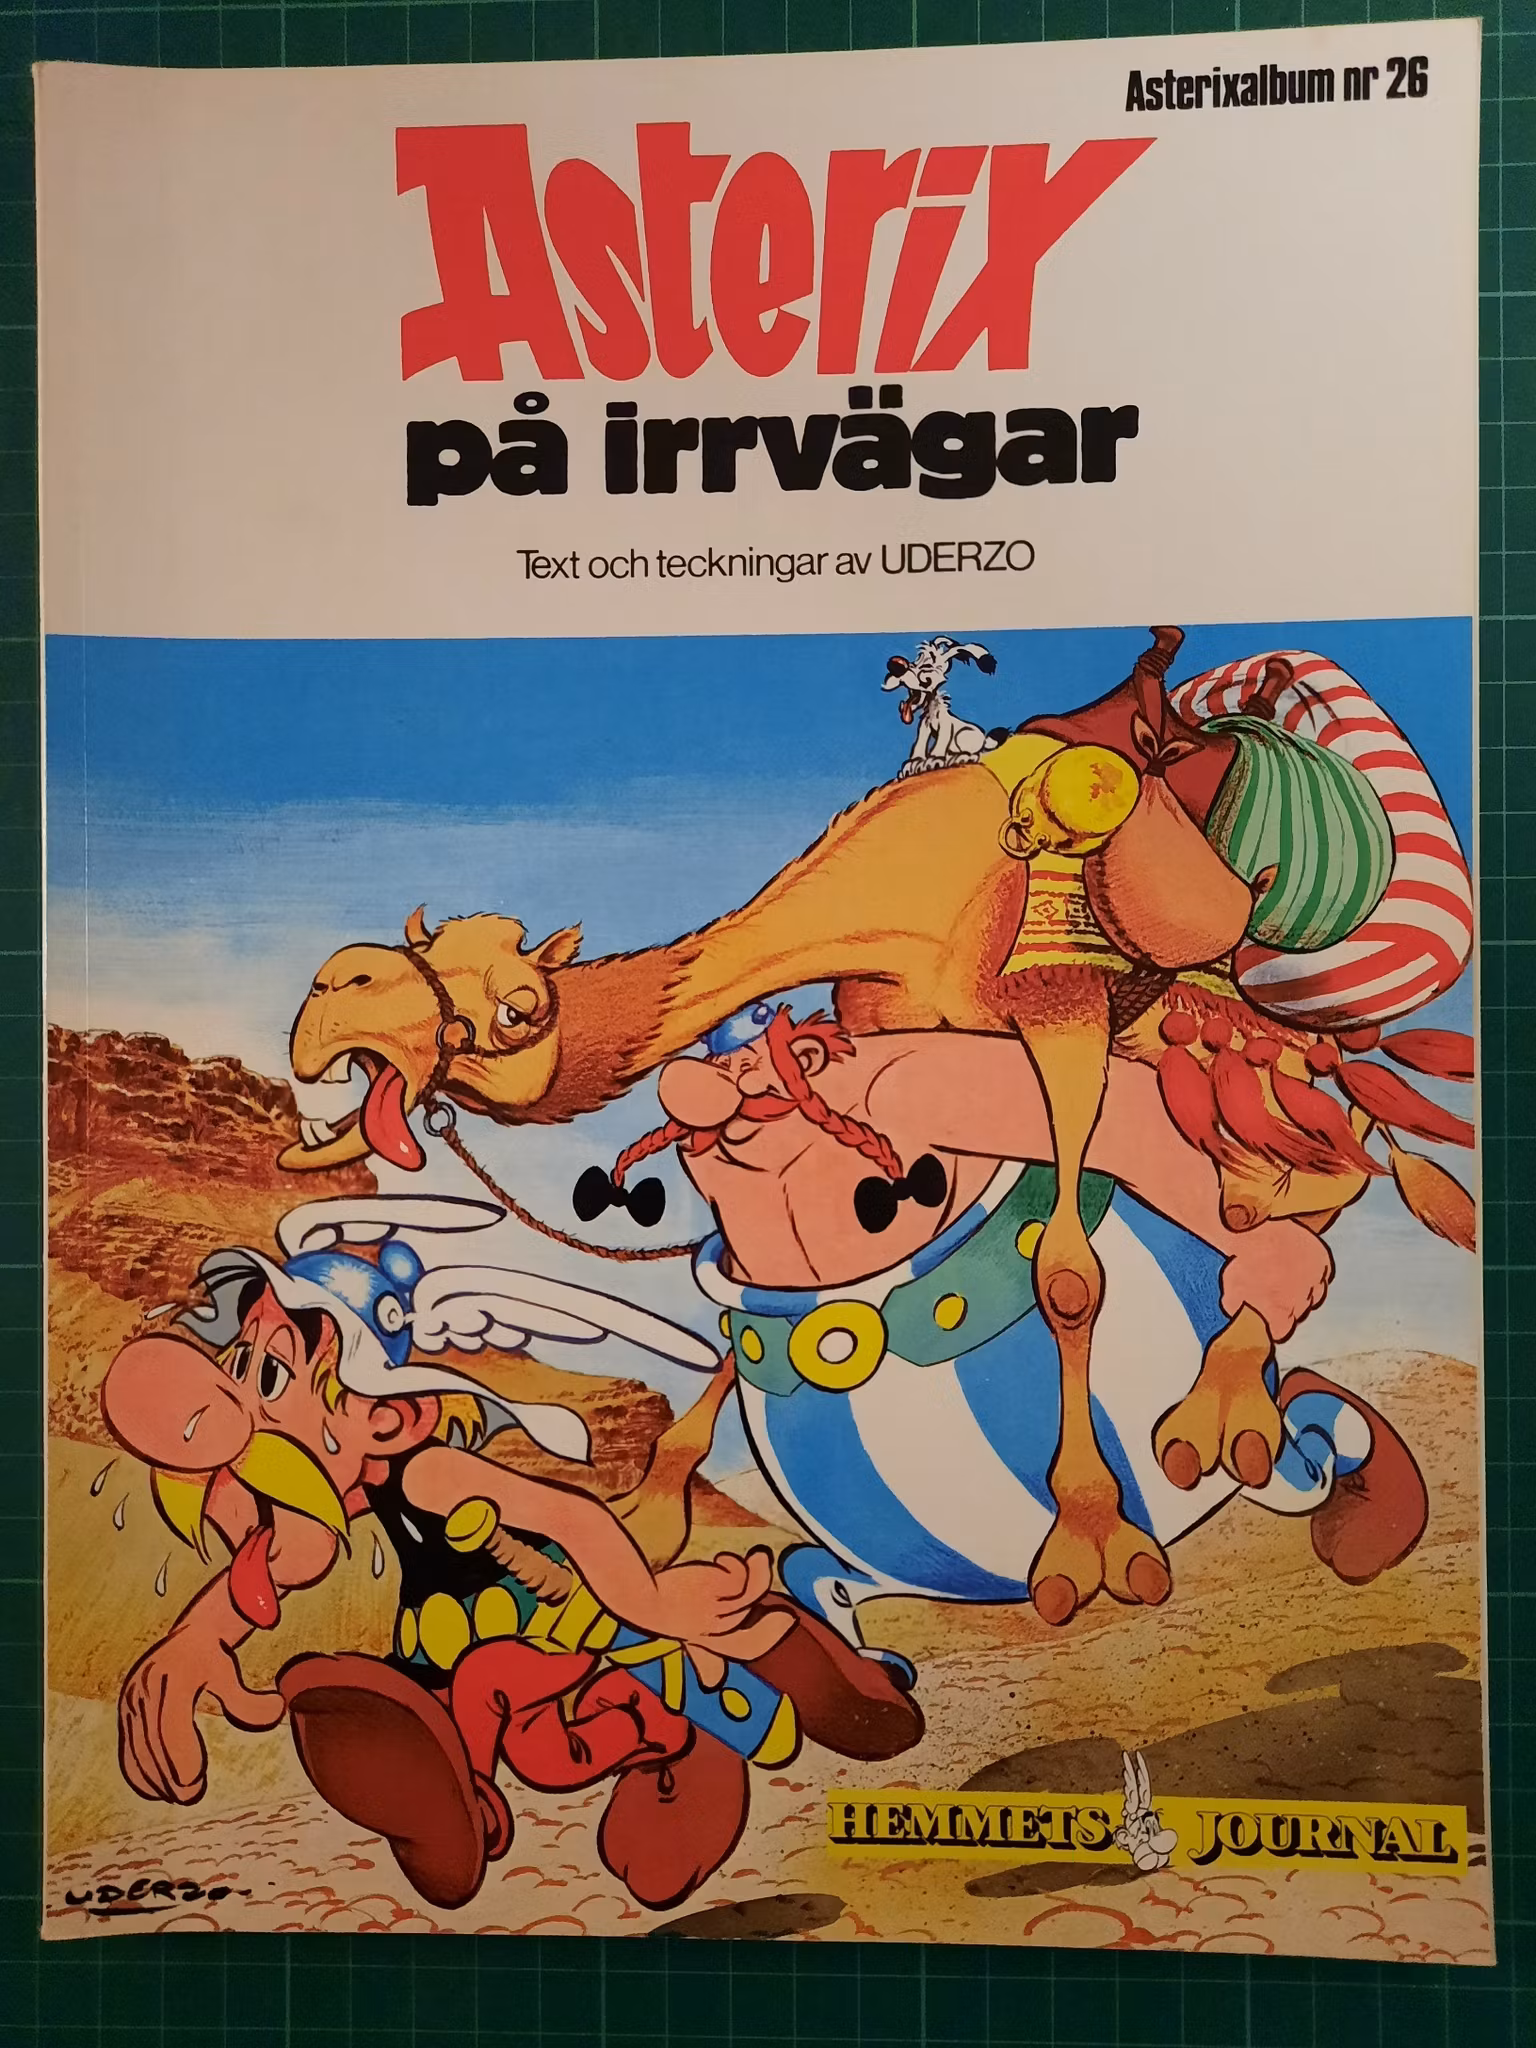 Asterixalbum nr 26
Asterix
på irrvägar
Text och teckningar av UDERZO
HEMMETS JOURNAL
UDERZO